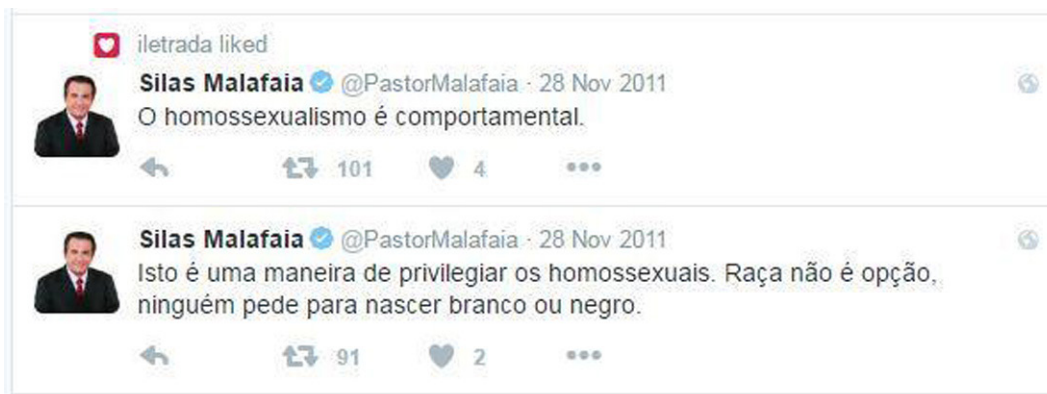 iletrada liked
Silas Malafaia @PastorMalafaia · 28 Nov 2011
O homossexualismo é comportamental.
101 4
Silas Malafaia @PastorMalafaia · 28 Nov 2011
Isto é uma maneira de privilegiar os homossexuais. Raça não é opção,
ninguém pede para nascer branco ou negro.
91 2